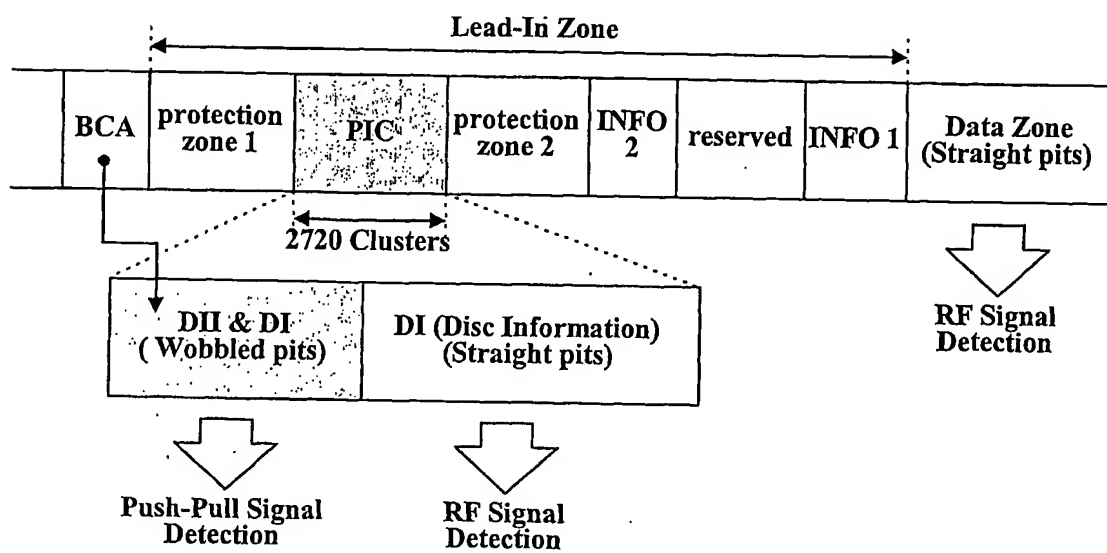 Lead-In Zone
BCA
protection
zone 1
PIC
protection
zone 2
INFO
2
reserved
INFO 1
Data Zone
(Straight pits)
2720 Clusters
DII & DI
( Wobbled pits)
DI (Disc Information)
(Straight pits)
RF Signal
Detection
Push-Pull Signal
Detection
RF Signal
Detection